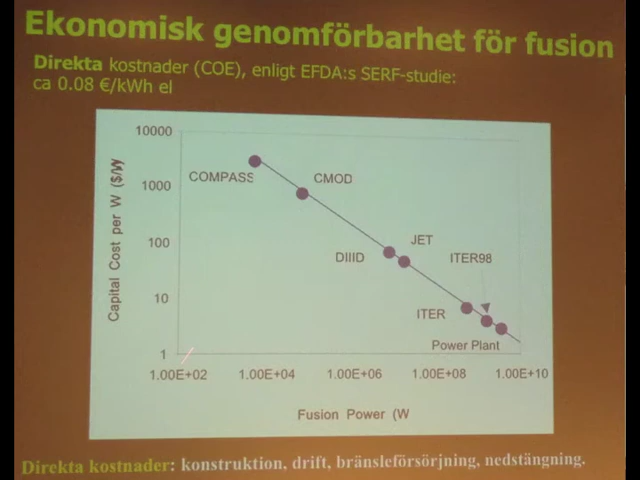 Ekonomisk genomförbarhet för fusion
Direkta kostnader (COE), enligt EFDA:s SERF-studie:
ca 0.08 €/kWh el
10000
1000
100
10
1
Capital Cost per W ($/W
COMPASS
CMOD
DIIID
JET
ITER98
ITER
Power Plant
1.00E+02
1.00E+04
1.00E+06
1.00E+08
1.00E+10
Fusion Power (W
Direkta kostnader: konstruktion, drift, bränsleförsörjning, nedstängning.